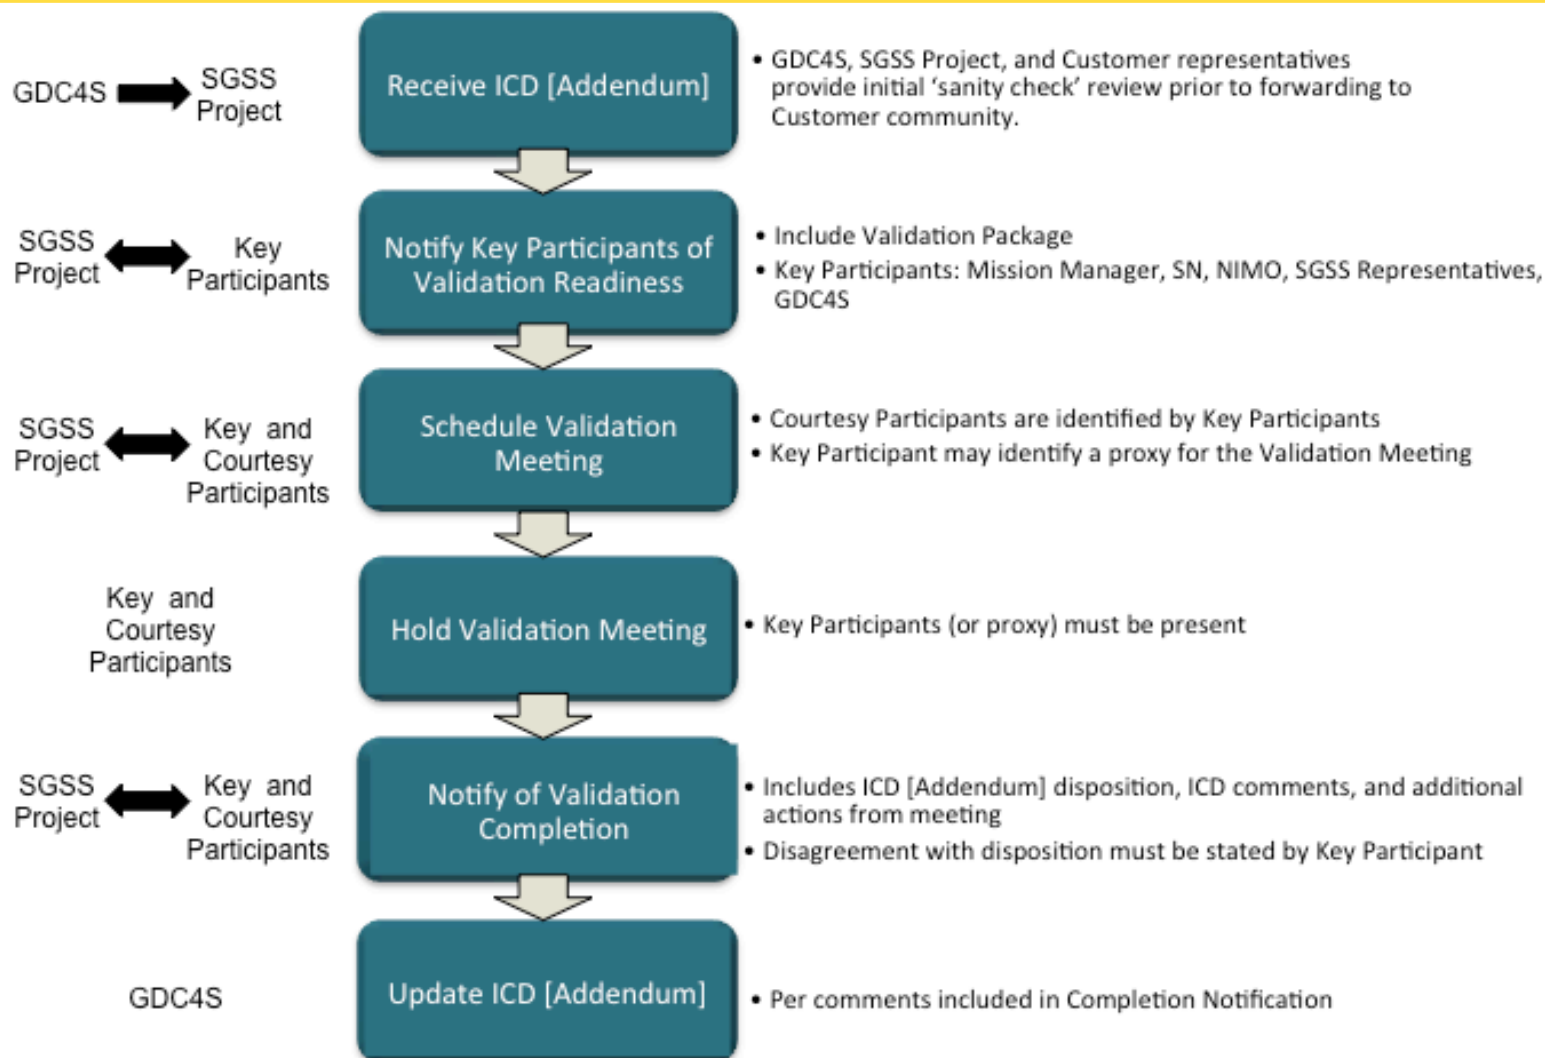 GDC4S
SGSS
Project
Receive ICD [Addendum]
• GDC4S, SGSS Project, and Customer representatives
provide initial ‘sanity check’ review prior to forwarding to
Customer community.
SGSS
Project
Key
Participants
Notify Key Participants of
Validation Readiness
• Include Validation Package
• Key Participants: Mission Manager, SN, NIMO, SGSS Representatives,
GDC4S
SGSS
Project
Key and
Courtesy
Participants
Schedule Validation
Meeting
• Courtesy Participants are identified by Key Participants
• Key Participant may identify a proxy for the Validation Meeting
Key and
Courtesy
Participants
Hold Validation Meeting
• Key Participants (or proxy) must be present
SGSS
Project
Key and
Courtesy
Participants
Notify of Validation
Completion
• Includes ICD [Addendum] disposition, ICD comments, and additional
actions from meeting
• Disagreement with disposition must be stated by Key Participant
GDC4S
Update ICD [Addendum]
• Per comments included in Completion Notification